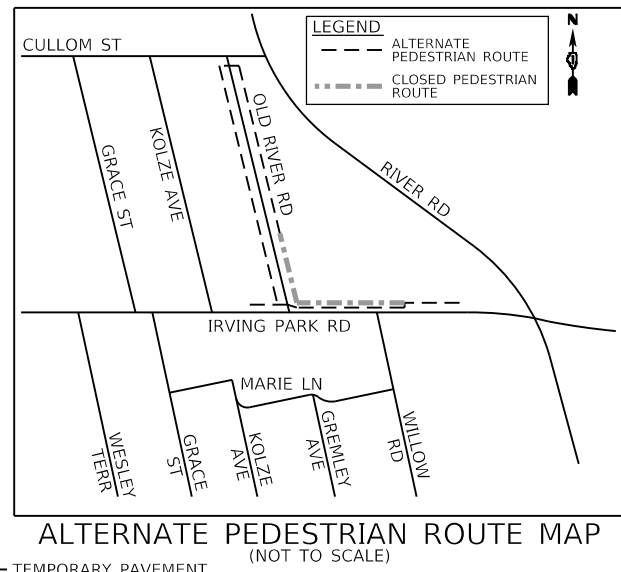 CULLOM ST
LEGEND
ALTERNATE
PEDESTRIAN ROUTE
CLOSED PEDESTRIAN
ROUTE
N
GRACE ST
KOLZE AVE
OLD RIVER RD
RIVER RD
IRVING PARK RD
MARIE LN
WESLEY
TERR
GRACE
ST
KOLZE
AVE
GREMLEY
AVE
WILLOW
RD
ALTERNATE PEDESTRIAN ROUTE MAP
(NOT TO SCALE)
TEMPORARY PAVEMENT